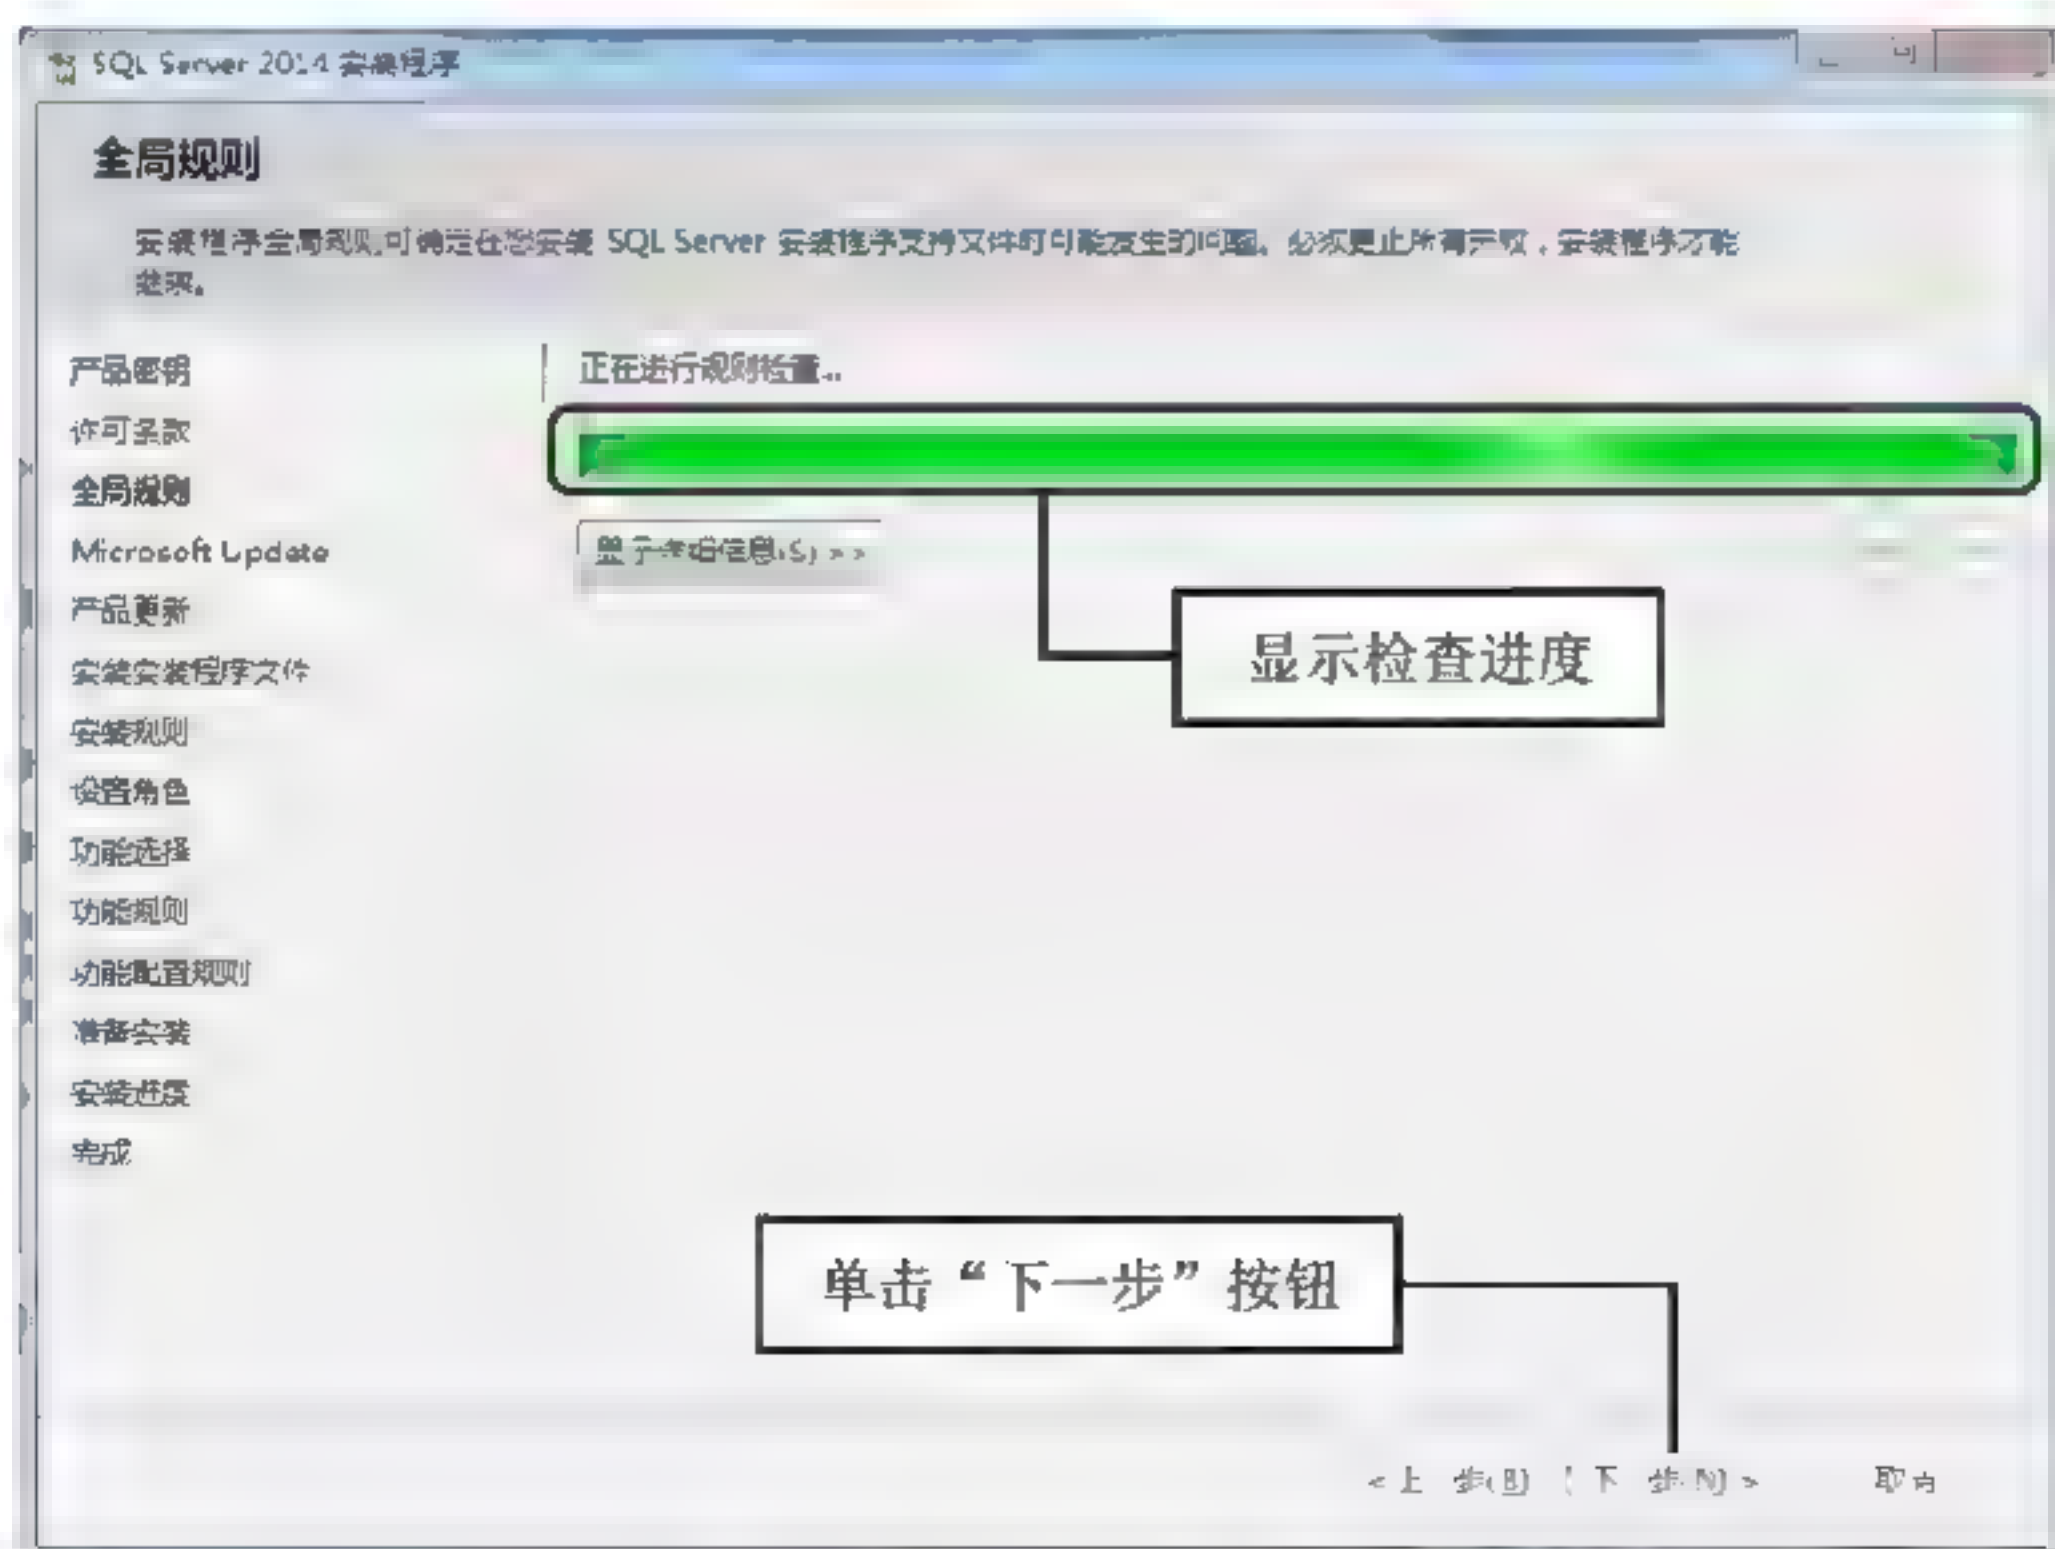 SQL Server 2014 安装程序
全局规则
安装程序全局规则可确定在您安装 SQL Server 安装程序支持文件时可能发生的问题。必须更正所有失败，安装程序才能
继续。
产品密钥
正在进行规则检查...
许可条款
全局规则
Microsoft Update
显示详细信息(S) >>
产品更新
显示检查进度
安装安装程序文件
安装规则
设置角色
功能选择
功能规则
功能配置规则
准备安装
安装进度
完成
单击“下一步”按钮
< 上一步(B) 下一步(N) > 取消